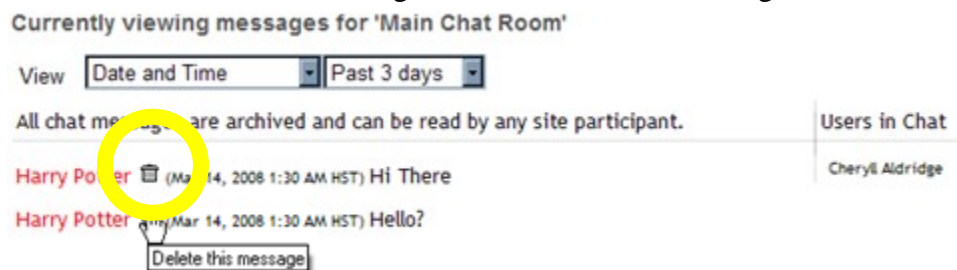 Currently viewing messages for 'Main Chat Room'
View Date and Time Past 3 days
All chat messages are archived and can be read by any site participant.
Users in Chat
Harry Potter (Mar 14, 2008 1:30 AM HST) Hi There
Cheryll Aldridge
Harry Potter (Mar 14, 2008 1:30 AM HST) Hello?
Delete this message